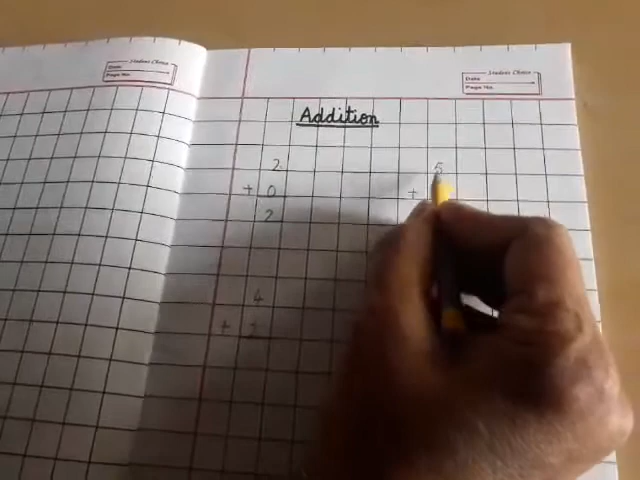 Student Choice
Date
Page No.
Student Choice
Date
Page No.
Addition
2 5
+ 0 +
2
4
+